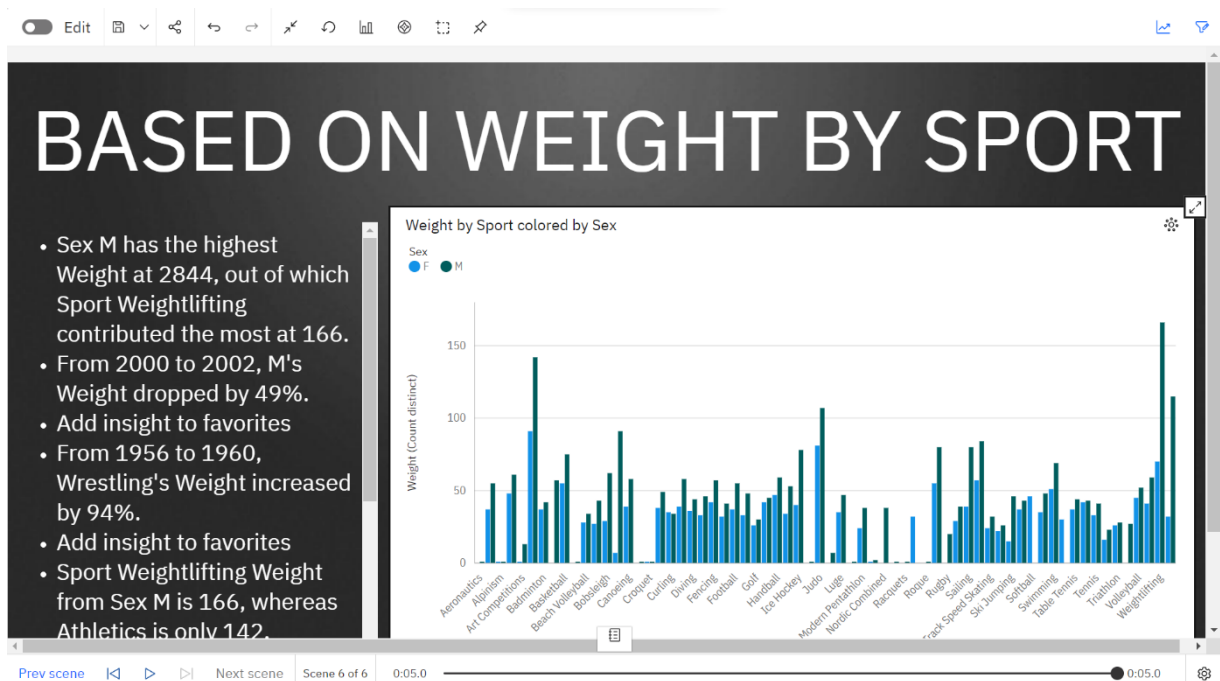 Edit
BASED ON WEIGHT BY SPORT
• Sex M has the highest
Weight at 2844, out of which
Sport Weightlifting
contributed the most at 166.
• From 2000 to 2002, M's
Weight dropped by 49%.
• Add insight to favorites
• From 1956 to 1960,
Wrestling's Weight increased
by 94%.
• Add insight to favorites
• Sport Weightlifting Weight
from Sex M is 166, whereas
Athletics is only 142.
Weight by Sport colored by Sex
Sex
F M
Weight (Count distinct)
150
100
50
0
Aeronautics
Alpinism
Art Competitions
Badminton
Basketball
Beach Volleyball
Bobsleigh
Canoeing
Croquet
Curling
Diving
Fencing
Football
Golf
Handball
Ice Hockey
Judo
Luge
Modern Pentathlon
Nordic Combined
Racquets
Roque
Rugby
Sailing
Track Speed Skating
Ski Jumping
Softball
Swimming
Table Tennis
Tennis
Triathlon
Volleyball
Weightlifting
Prev scene Next scene Scene 6 of 6 0:05.0 0:05.0